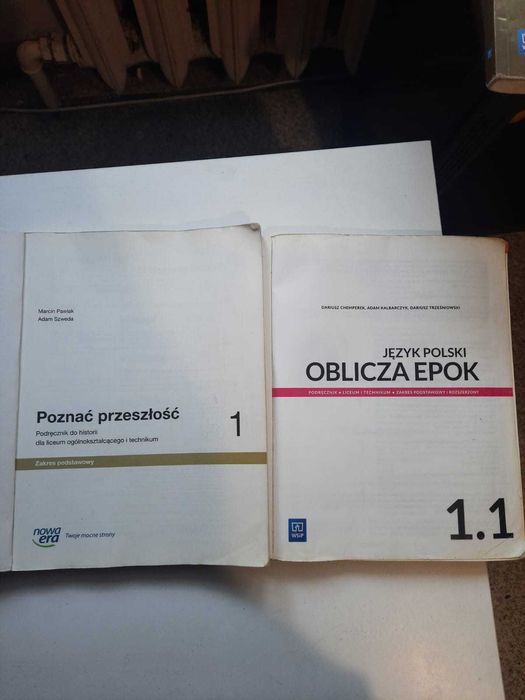 Marcin Pawlak
Adam Szweda
Poznać przeszłość
1
Podręcznik do historii
dla liceum ogólnokształcącego i technikum
Zakres podstawowy
nowa
era
Twoje mocne strony
DARIUSZ CHEMPEREK, ADAM KALBARCZYK, DARIUSZ TRZEŚNIOWSKI
JĘZYK POLSKI
OBLICZA EPOK
PODRĘCZNIK • LICEUM I TECHNIKUM • ZAKRES PODSTAWOWY I ROZSZERZONY
WSiP
1.1